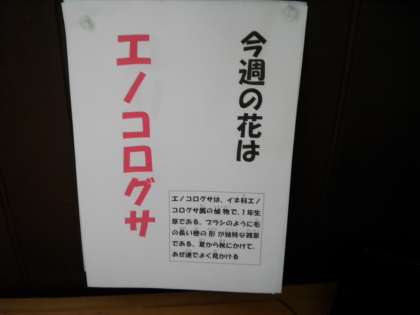 今週の花は
エノコログサ
エノコログサは、イネ科エノ
コログサ属の植物で、1年生
草である、ブラシのように毛
の長い穂の形が独特な雑草
である、夏から秋にかけて、
あぜ道でよく見かける